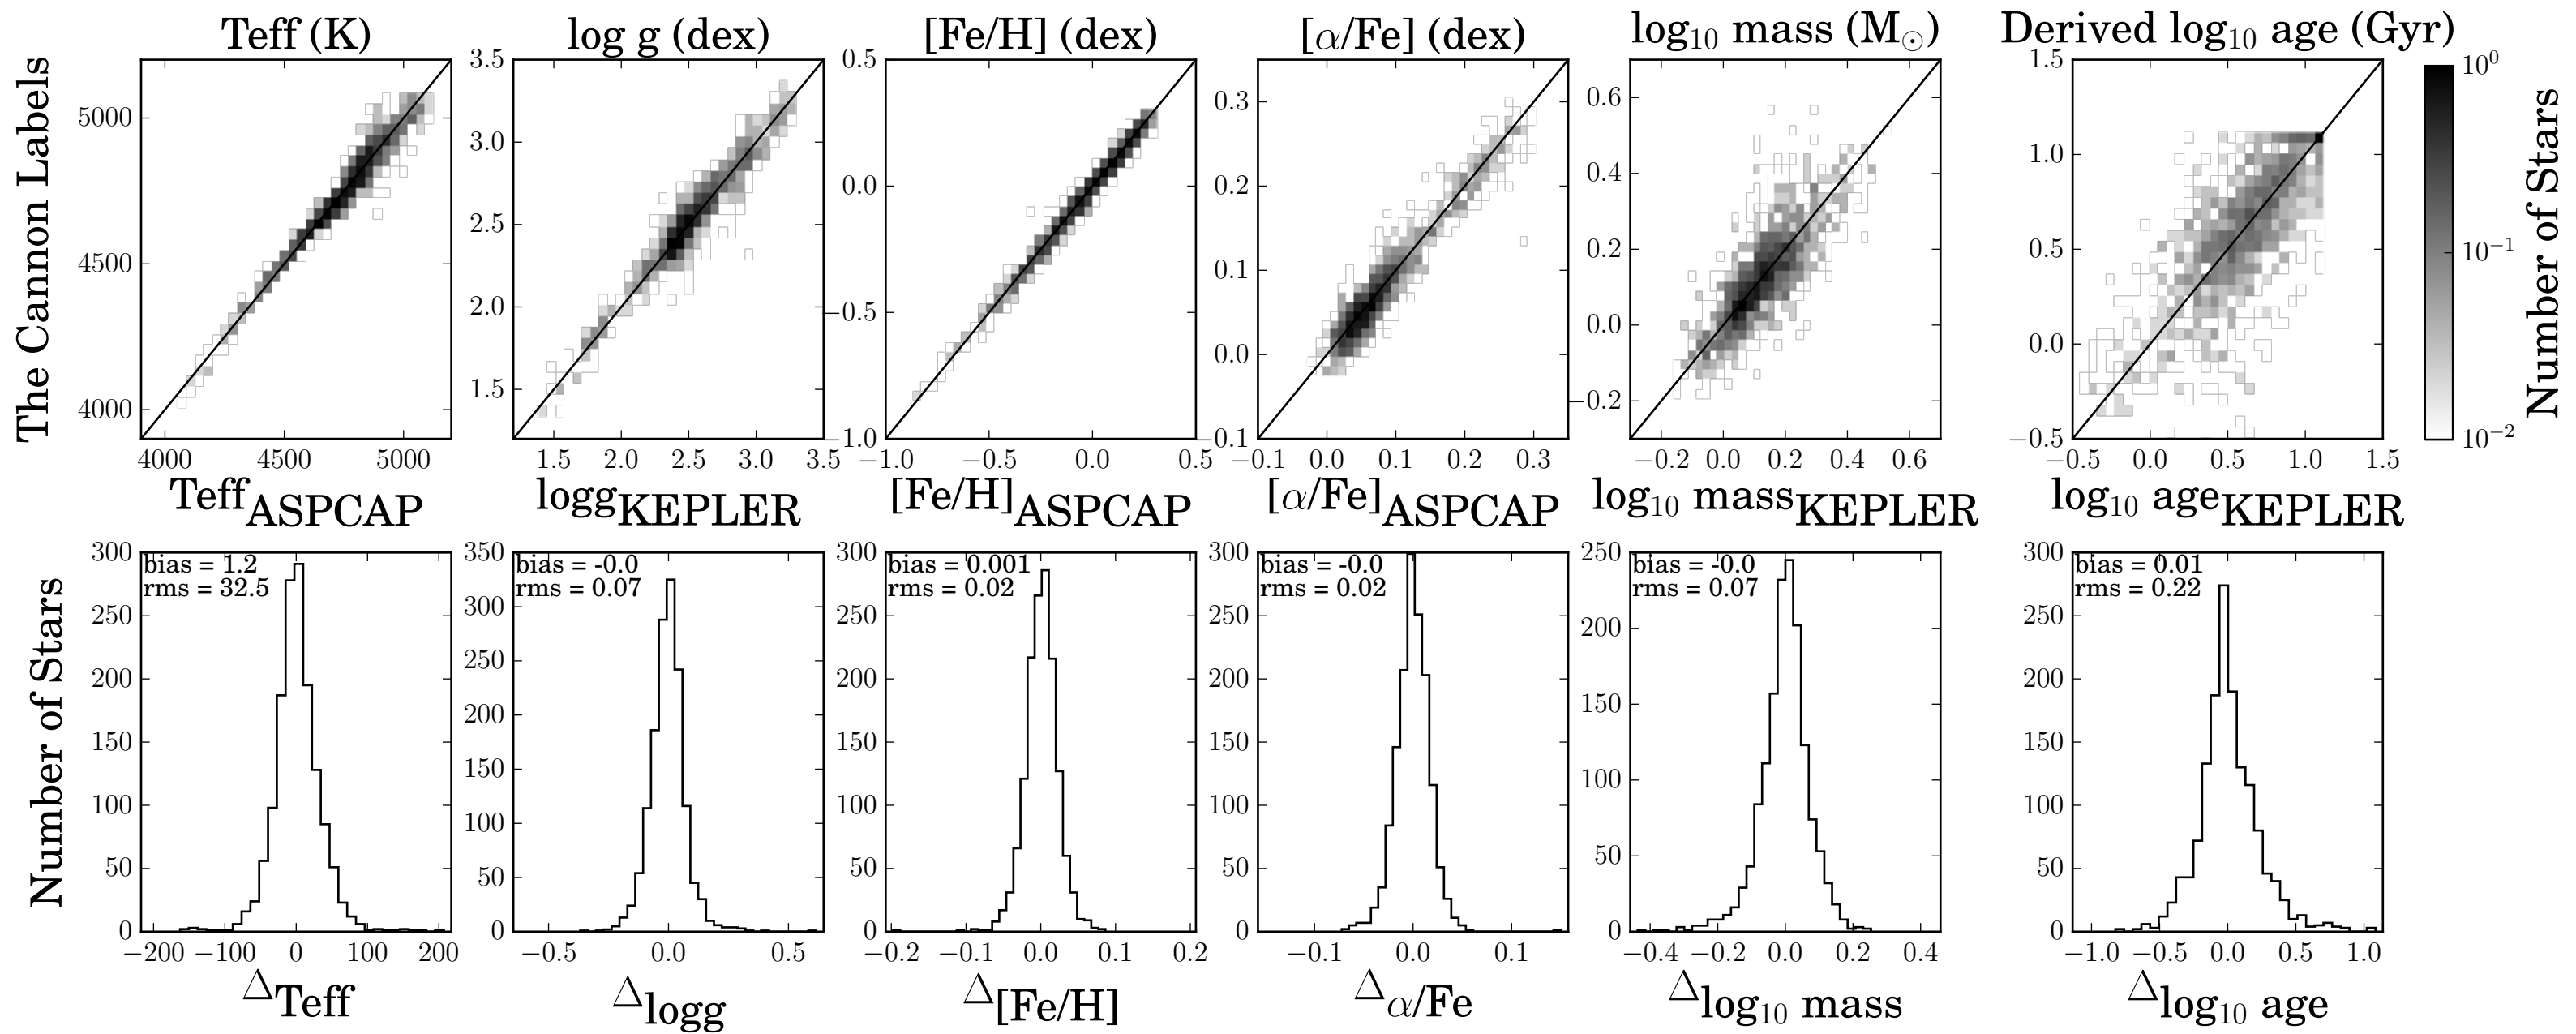 Teff (K)
log g (dex)
[Fe/H] (dex)
[α/Fe] (dex)
log₁₀ mass (M⊙)
Derived log₁₀ age (Gyr)
The Cannon Labels
5000
4500
4000
4000 4500 5000
Teff ASPCAP
3.5
3.0
2.5
2.0
1.5
1.5 2.0 2.5 3.0 3.5
logg KEPLER
0.5
0.0
−0.5
−1.0
−1.0 −0.5 0.0 0.5
[Fe/H] ASPCAP
0.3
0.2
0.1
0.0
−0.1
−0.1 0.0 0.1 0.2 0.3
[α/Fe] ASPCAP
0.6
0.4
0.2
0.0
−0.2
−0.2 0.0 0.2 0.4 0.6
log₁₀ mass KEPLER
1.5
1.0
0.5
0.0
−0.5
−0.5 0.0 0.5 1.0 1.5
log₁₀ age KEPLER
10⁰
10⁻¹
10⁻²
Number of Stars
Number of Stars
bias = 1.2
rms = 32.5
300
250
200
150
100
50
0
−200 −100 0 100 200
Δ Teff
bias = -0.0
rms = 0.07
350
300
250
200
150
100
50
0
−0.5 0.0 0.5
Δ logg
bias = 0.001
rms = 0.02
300
250
200
150
100
50
0
−0.2 −0.1 0.0 0.1 0.2
Δ [Fe/H]
bias = -0.0
rms = 0.02
300
250
200
150
100
50
0
−0.1 0.0 0.1
Δ α/Fe
bias = -0.0
rms = 0.07
250
200
150
100
50
0
−0.4 −0.2 0.0 0.2 0.4
Δ log₁₀ mass
bias = 0.01
rms = 0.22
300
250
200
150
100
50
0
−1.0 −0.5 0.0 0.5 1.0
Δ log₁₀ age